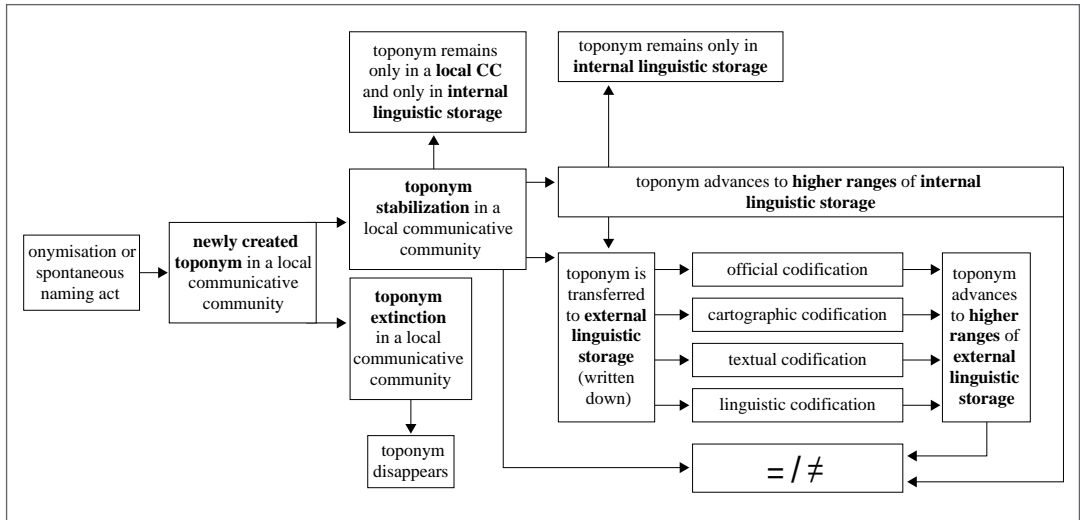 onymisation or
spontaneous
naming act
newly created
toponym in a local
communicative
community
toponym remains
only in a local CC
and only in internal
linguistic storage
toponym
stabilization in a
local communicative
community
toponym
extinction
in a local
communicative
community
toponym
disappears
toponym remains only in
internal linguistic storage
toponym advances to higher ranges of internal
linguistic storage
toponym is
transferred
to external
linguistic
storage
(written
down)
official codification
cartographic codification
textual codification
linguistic codification
toponym
advances
to higher
ranges of
external
linguistic
storage
= / ≠